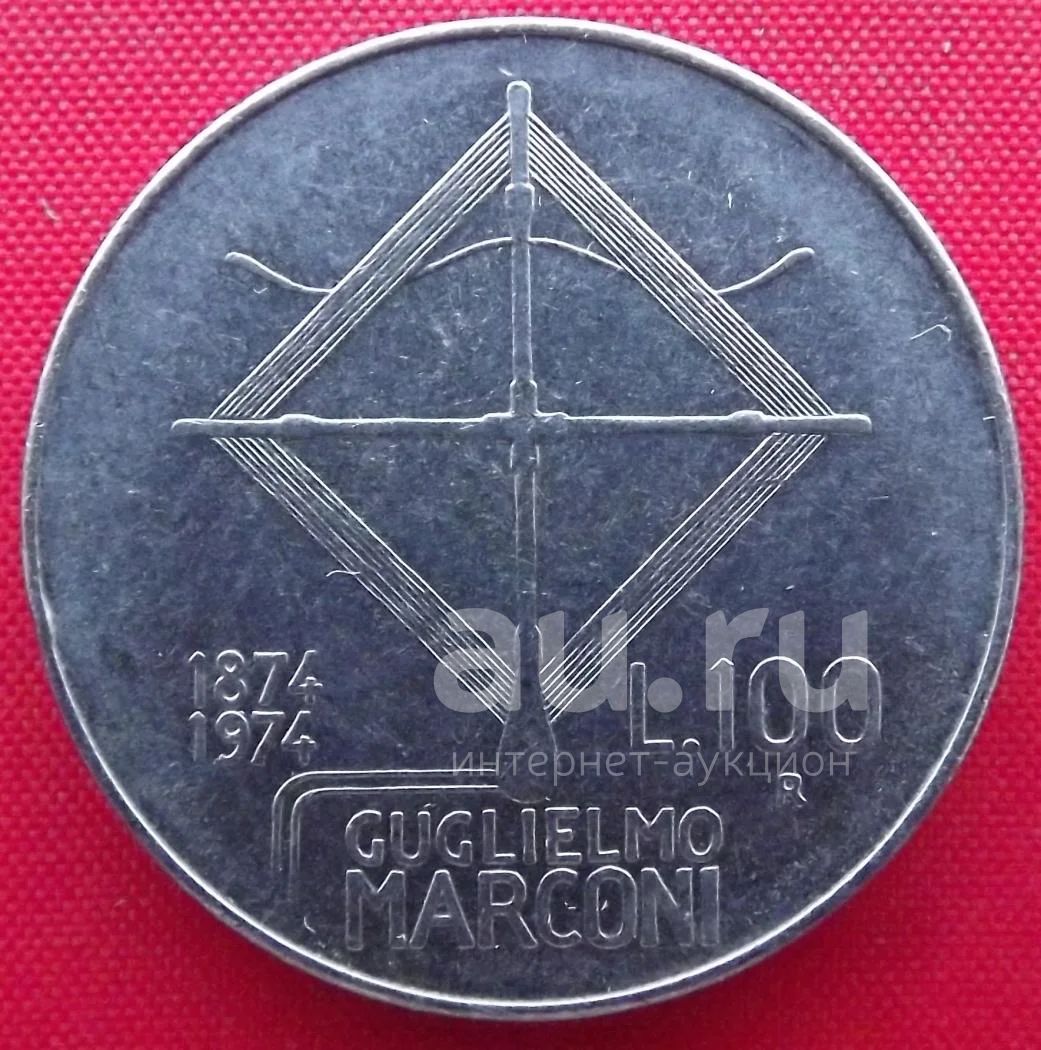 1874
1974
L.100
R
GUGLIELMO
MARCONI
au.ru
интернет-аукцион